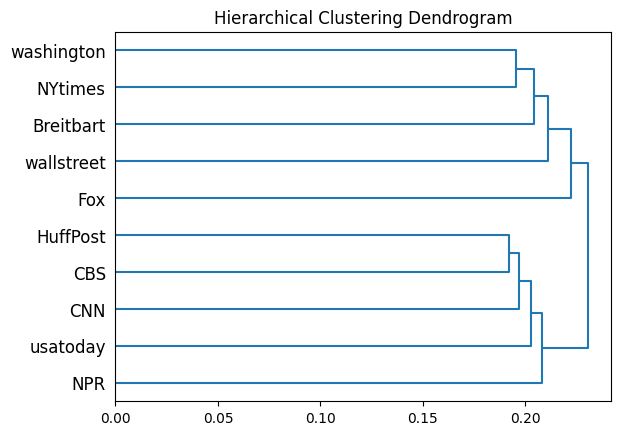 Hierarchical Clustering Dendrogram
washington
NYtimes
Breitbart
wallstreet
Fox
HuffPost
CBS
CNN
usatoday
NPR
0.00 0.05 0.10 0.15 0.20